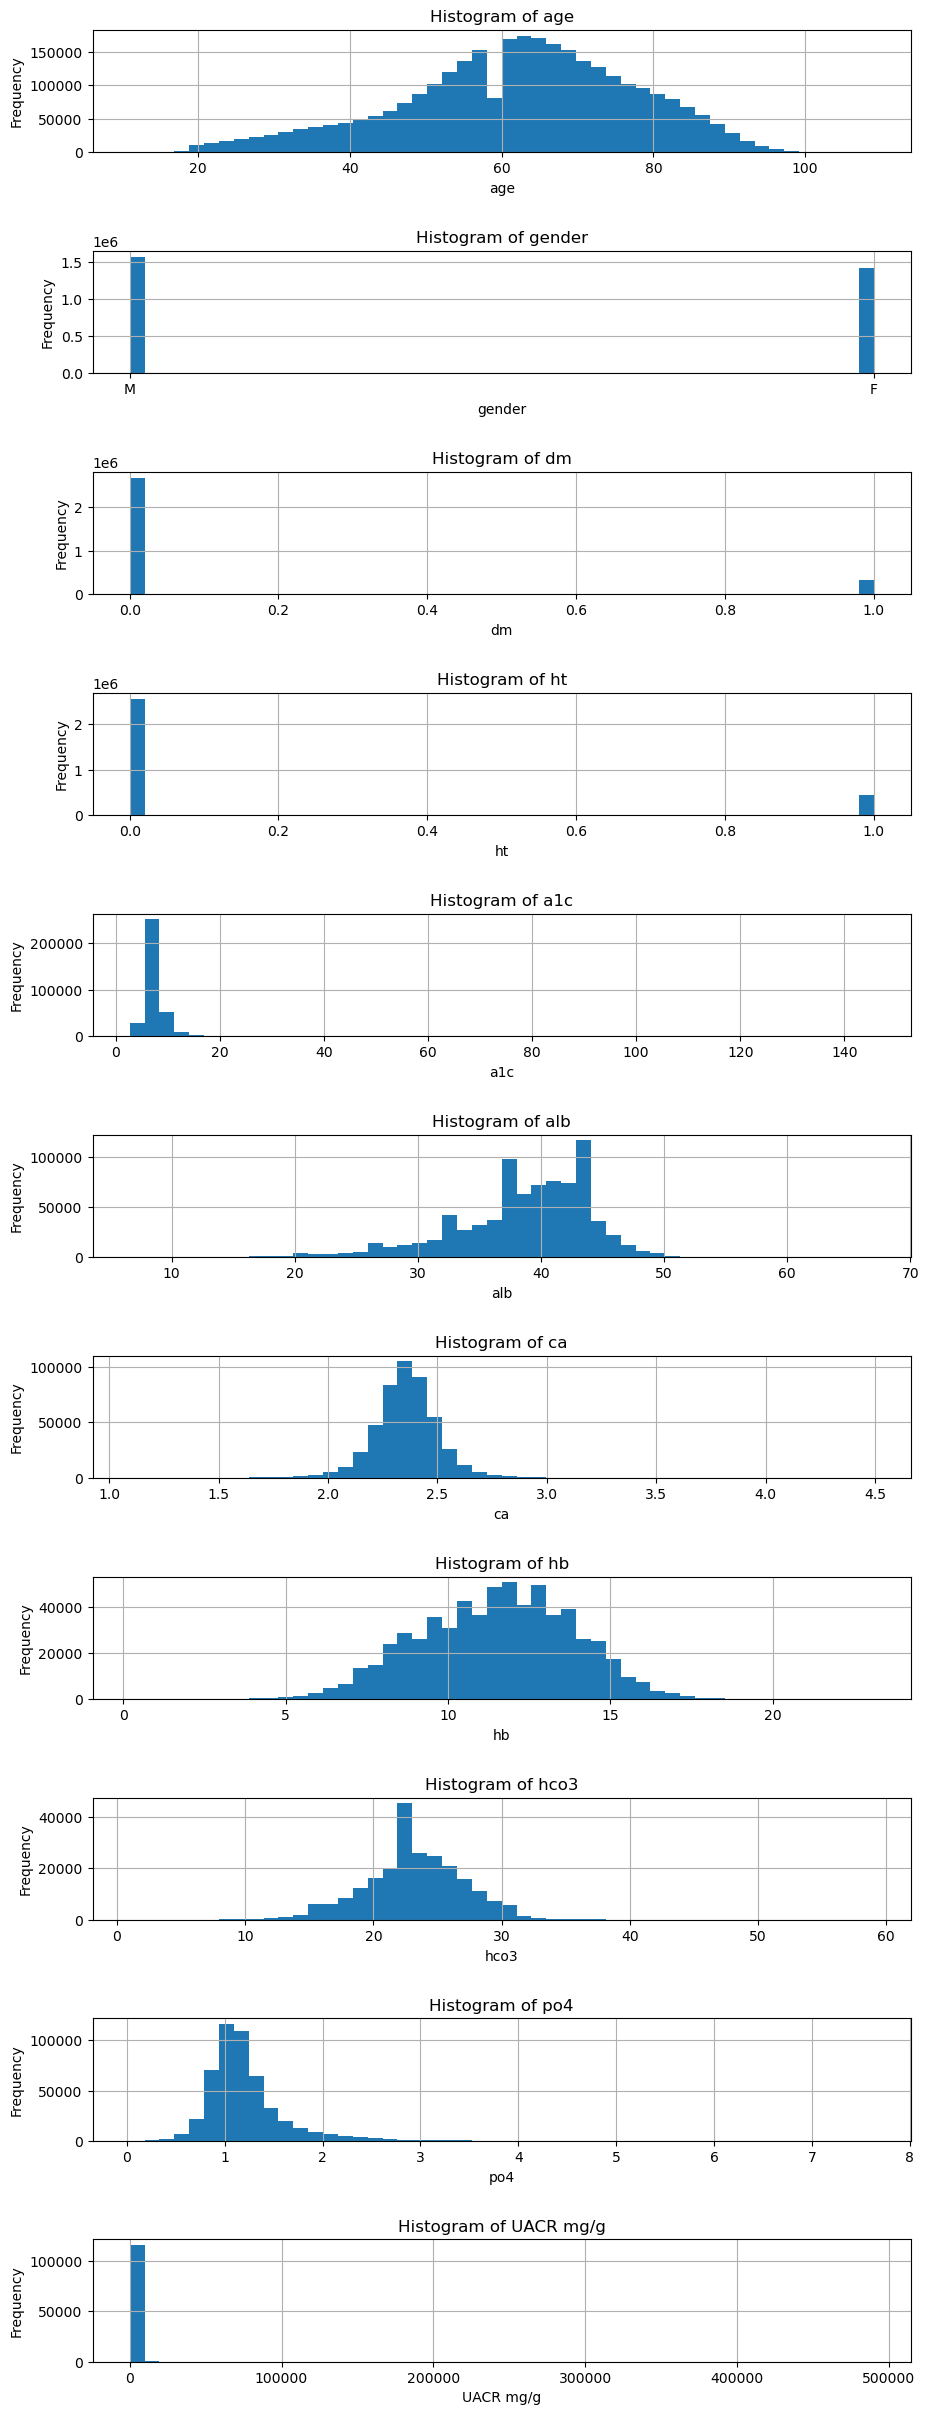 Histogram of age
Frequency
150000
100000
50000
0
20 40 60 80 100
age
Histogram of gender
1e6
Frequency
1.5
1.0
0.5
0.0
M F
gender
Histogram of dm
1e6
Frequency
2
1
0
0.0 0.2 0.4 0.6 0.8 1.0
dm
Histogram of ht
1e6
Frequency
2
1
0
0.0 0.2 0.4 0.6 0.8 1.0
ht
Histogram of a1c
Frequency
200000
100000
0
0 20 40 60 80 100 120 140
a1c
Histogram of alb
Frequency
100000
50000
0
10 20 30 40 50 60 70
alb
Histogram of ca
Frequency
100000
50000
0
1.0 1.5 2.0 2.5 3.0 3.5 4.0 4.5
ca
Histogram of hb
Frequency
40000
20000
0
0 5 10 15 20
hb
Histogram of hco3
Frequency
40000
20000
0
0 10 20 30 40 50 60
hco3
Histogram of po4
Frequency
100000
50000
0
0 1 2 3 4 5 6 7 8
po4
Histogram of UACR mg/g
Frequency
100000
50000
0
0 100000 200000 300000 400000 500000
UACR mg/g